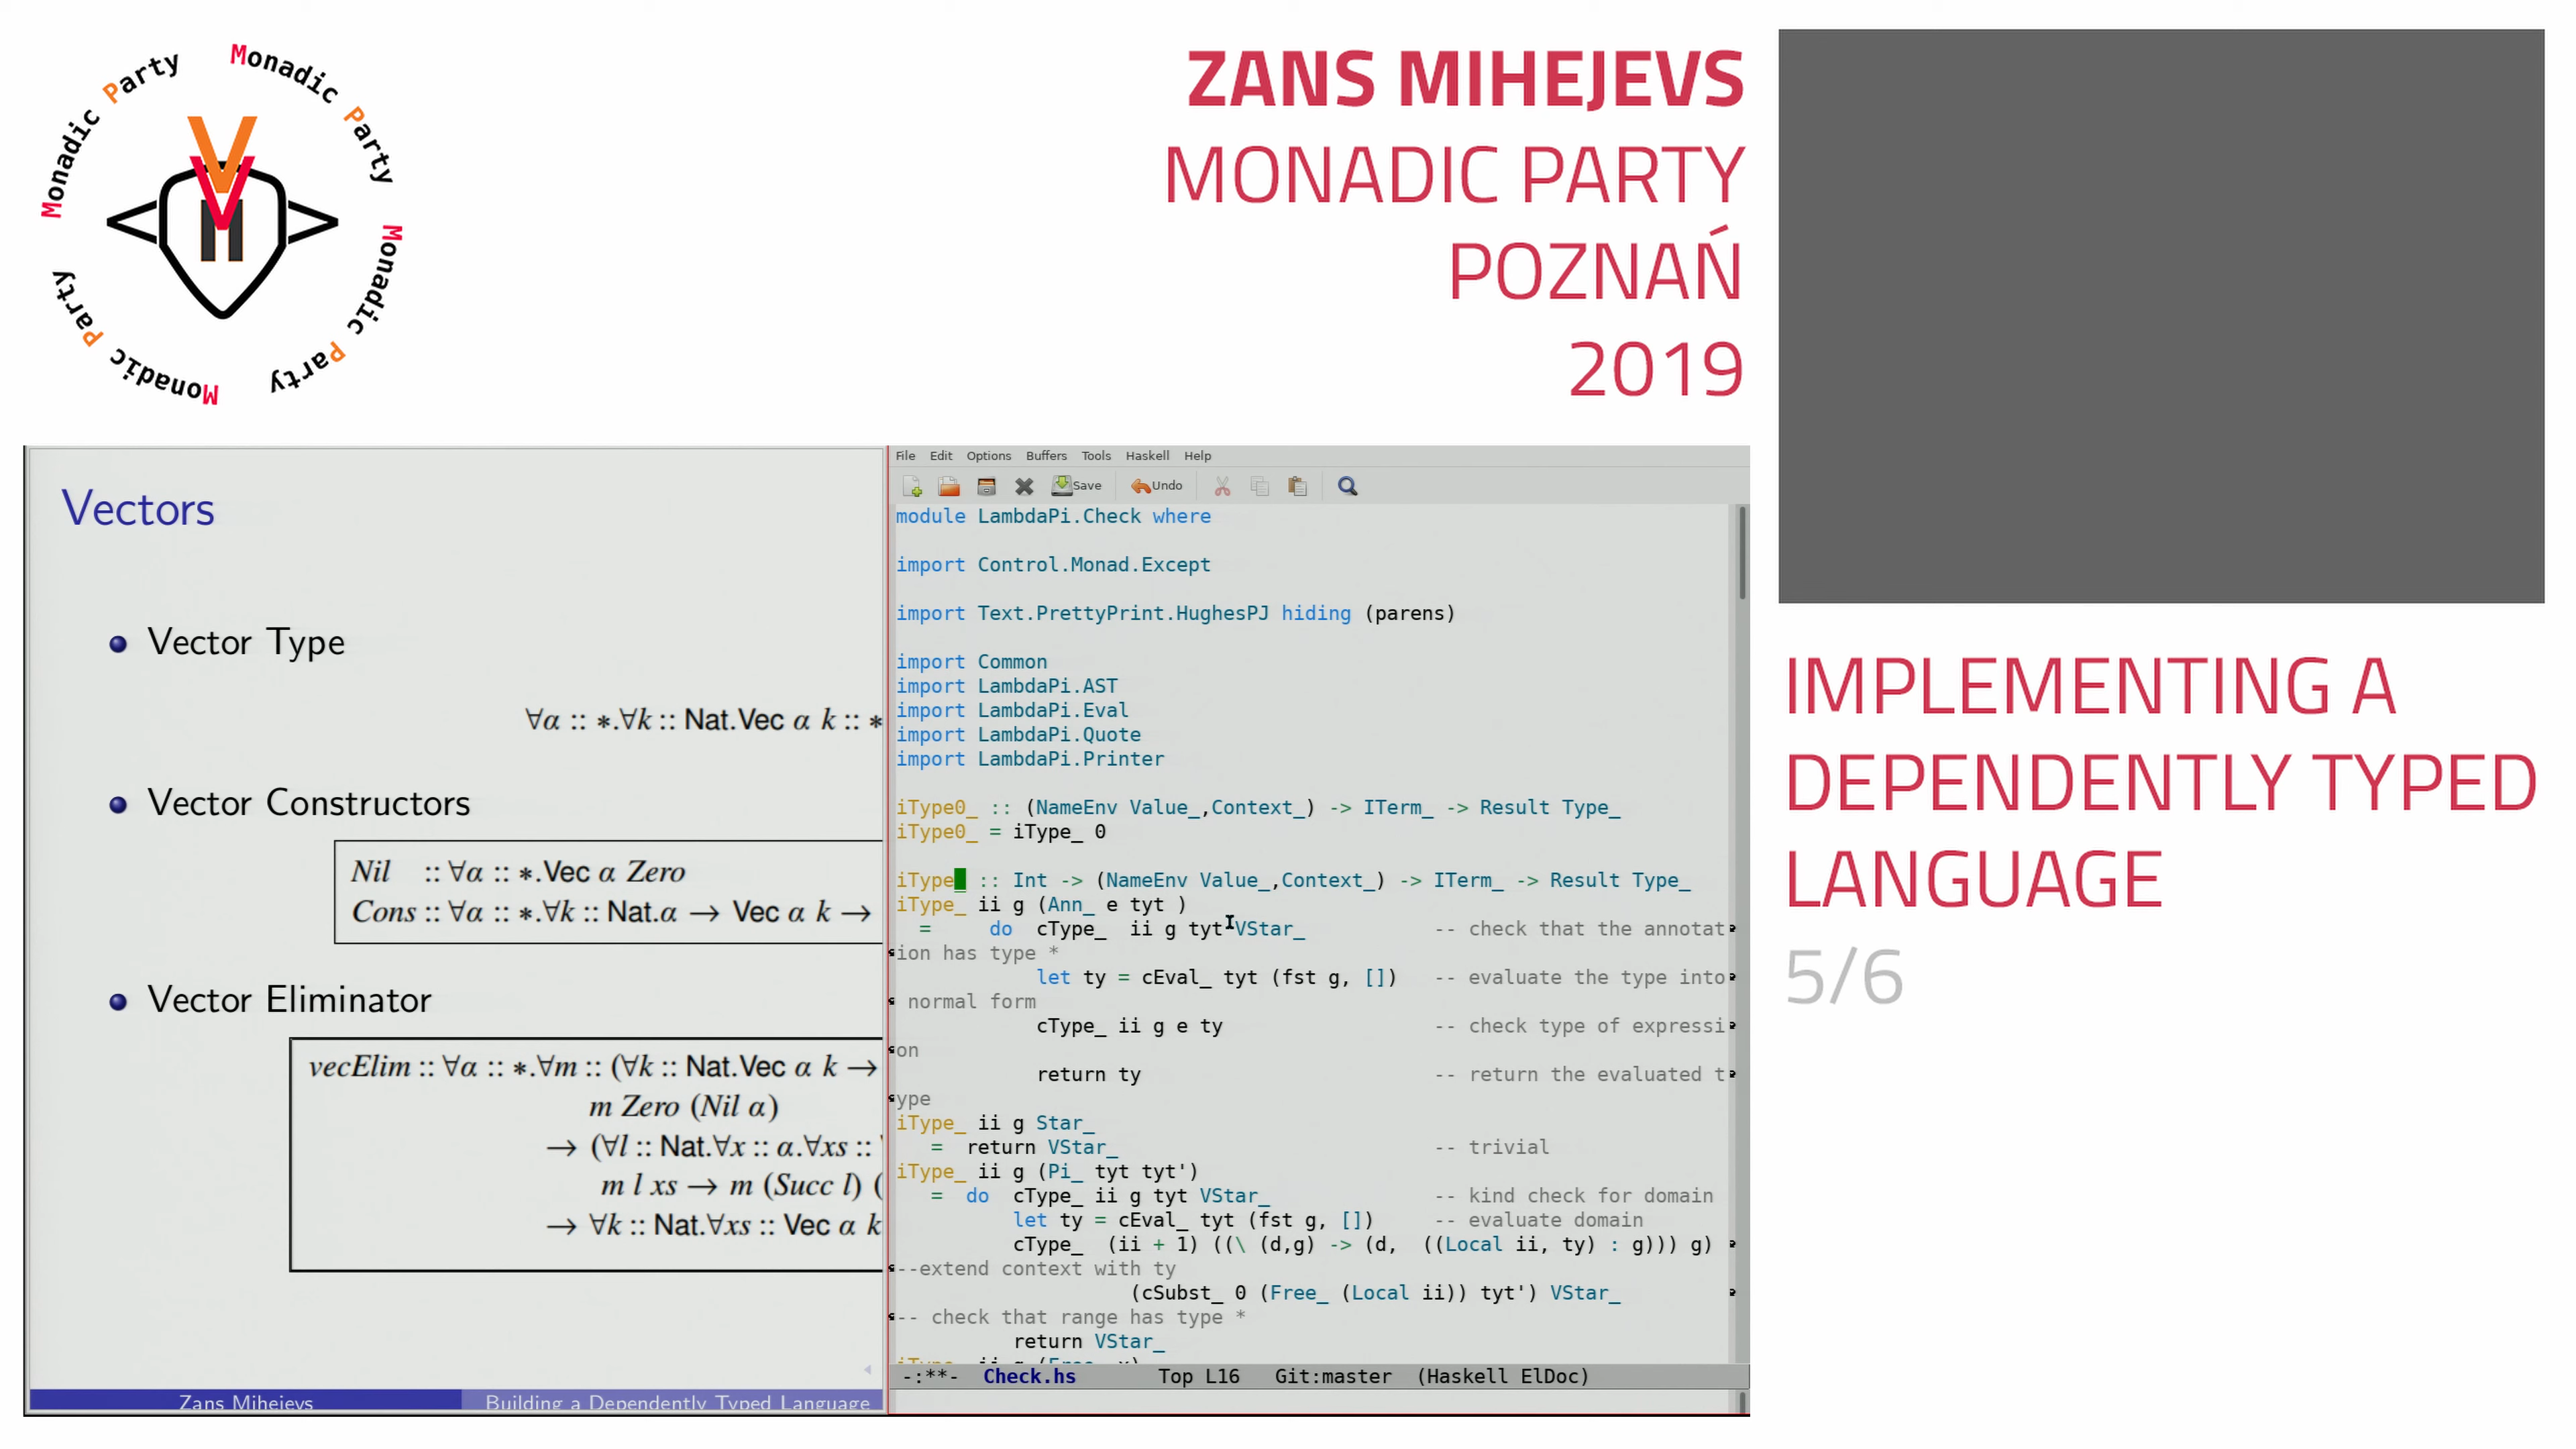 Monadic Party Monadic Party Monadic Party Monadic Party
ZANS MIHEJEVS
MONADIC PARTY
POZNAŃ
2019
Vectors
Vector Type
∀α :: ∗.∀k :: Nat.Vec α k :: ∗
Vector Constructors
Nil :: ∀α :: ∗.Vec α Zero
Cons :: ∀α :: ∗.∀k :: Nat.α → Vec α k →
Vector Eliminator
vecElim :: ∀α :: ∗.∀m :: (∀k :: Nat.Vec α k →
m Zero (Nil α)
→ (∀l :: Nat.∀x :: α.∀xs ::
m l xs → m (Succ l) (
→ ∀k :: Nat.∀xs :: Vec α k
Zans Mihejevs Building a Dependently Typed Language
File Edit Options Buffers Tools Haskell Help
Save Undo
module LambdaPi.Check where
import Control.Monad.Except
import Text.PrettyPrint.HughesPJ hiding (parens)
import Common
import LambdaPi.AST
import LambdaPi.Eval
import LambdaPi.Quote
import LambdaPi.Printer
iType0_ :: (NameEnv Value_,Context_) -> ITerm_ -> Result Type_
iType0_ = iType_ 0
iType_ :: Int -> (NameEnv Value_,Context_) -> ITerm_ -> Result Type_
iType_ ii g (Ann_ e tyt )
= do cType_ ii g tyt VStar_ -- check that the annotat
ion has type *
let ty = cEval_ tyt (fst g, []) -- evaluate the type into
normal form
cType_ ii g e ty -- check type of expressi
on
return ty -- return the evaluated t
ype
iType_ ii g Star_
= return VStar_ -- trivial
iType_ ii g (Pi_ tyt tyt')
= do cType_ ii g tyt VStar_ -- kind check for domain
let ty = cEval_ tyt (fst g, []) -- evaluate domain
cType_ (ii + 1) ((\ (d,g) -> (d, ((Local ii, ty) : g))) g)
--extend context with ty
(cSubst_ 0 (Free_ (Local ii)) tyt') VStar_
-- check that range has type *
return VStar_
iType_ ii g (Free_ x)
-:**- Check.hs Top L16 Git:master (Haskell ElDoc)
IMPLEMENTING A
DEPENDENTLY TYPED
LANGUAGE
5/6